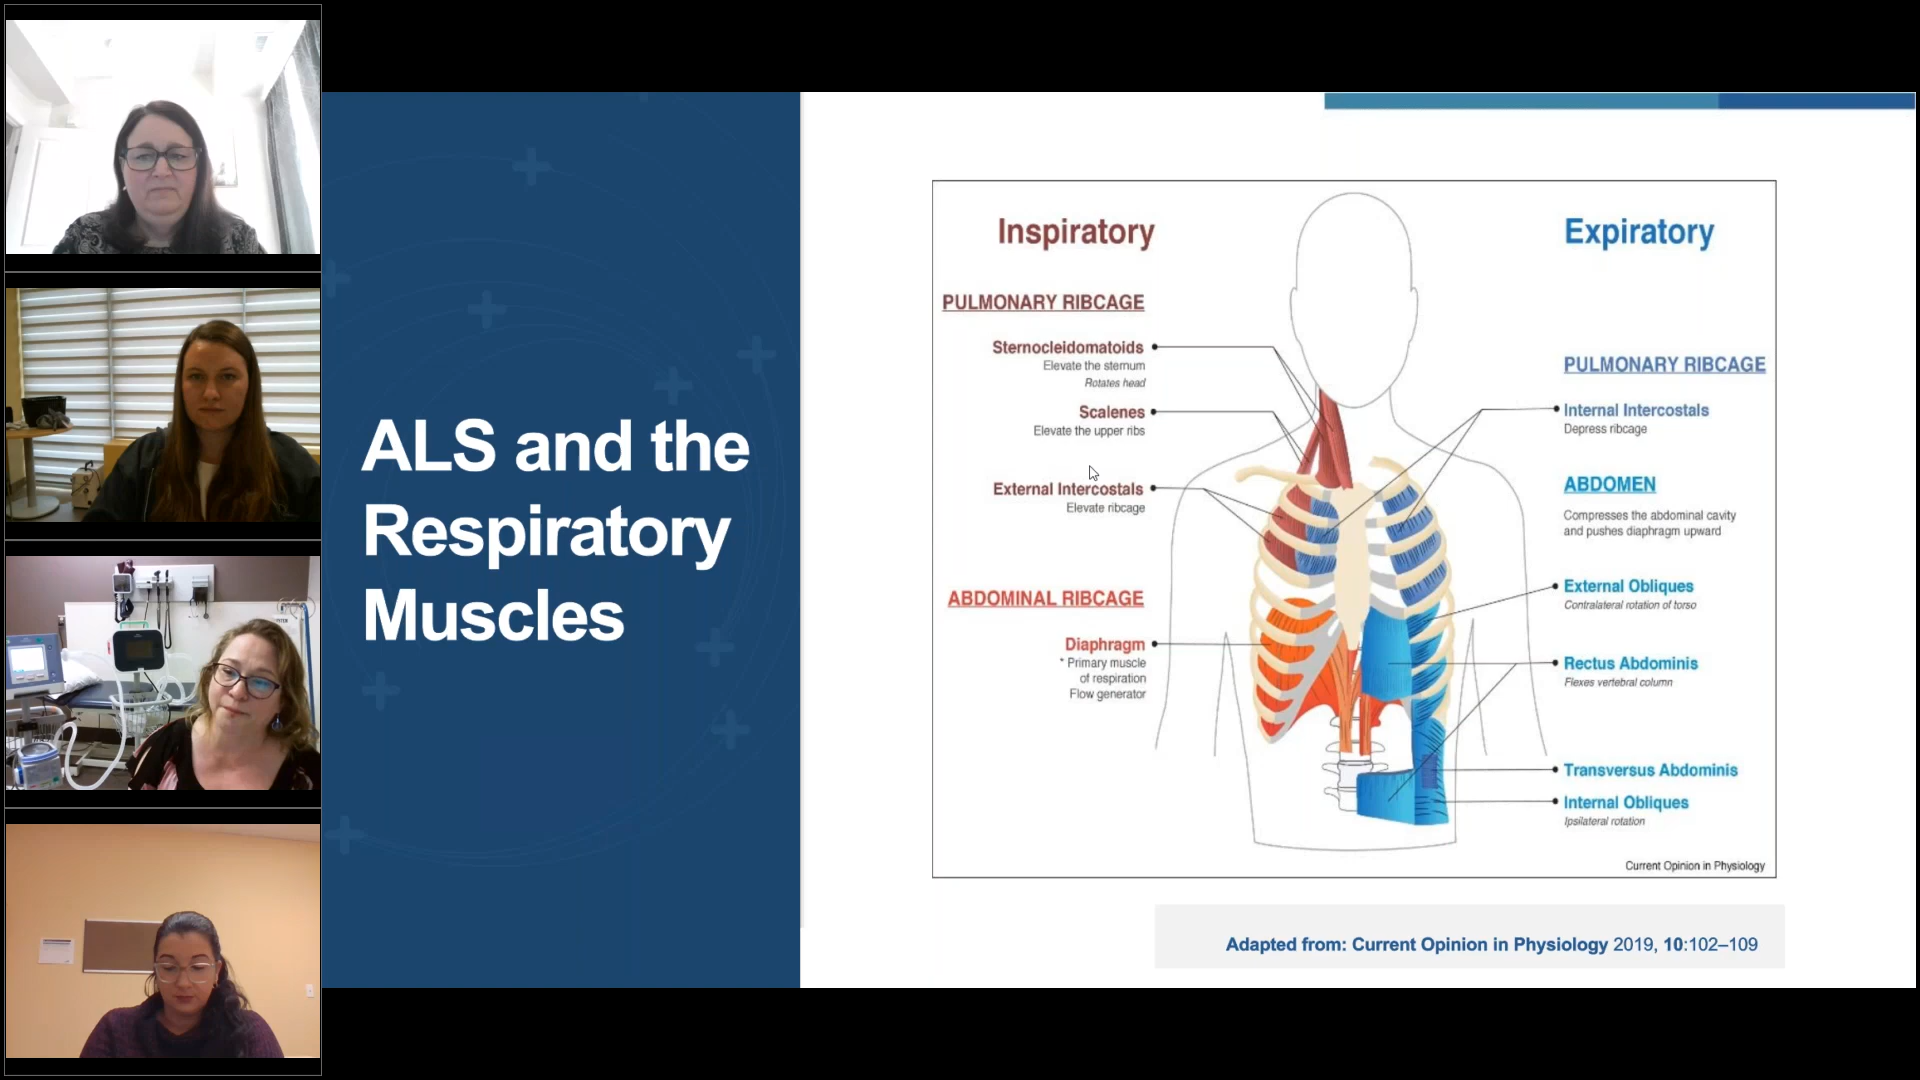 ALS and the
Respiratory
Muscles
Inspiratory
PULMONARY RIBCAGE
Sternocleidomatoids
Elevate the sternum
Rotates head
Scalenes
Elevate the upper ribs
External Intercostals
Elevate ribcage
ABDOMINAL RIBCAGE
Diaphragm
* Primary muscle
of respiration
Flow generator
Expiratory
PULMONARY RIBCAGE
Internal Intercostals
Depress ribcage
ABDOMEN
Compresses the abdominal cavity
and pushes diaphragm upward
External Obliques
Contralateral rotation of torso
Rectus Abdominis
Flexes vertebral column
Transversus Abdominis
Internal Obliques
Ipsilateral rotation
Current Opinion in Physiology
Adapted from: Current Opinion in Physiology 2019, 10:102–109